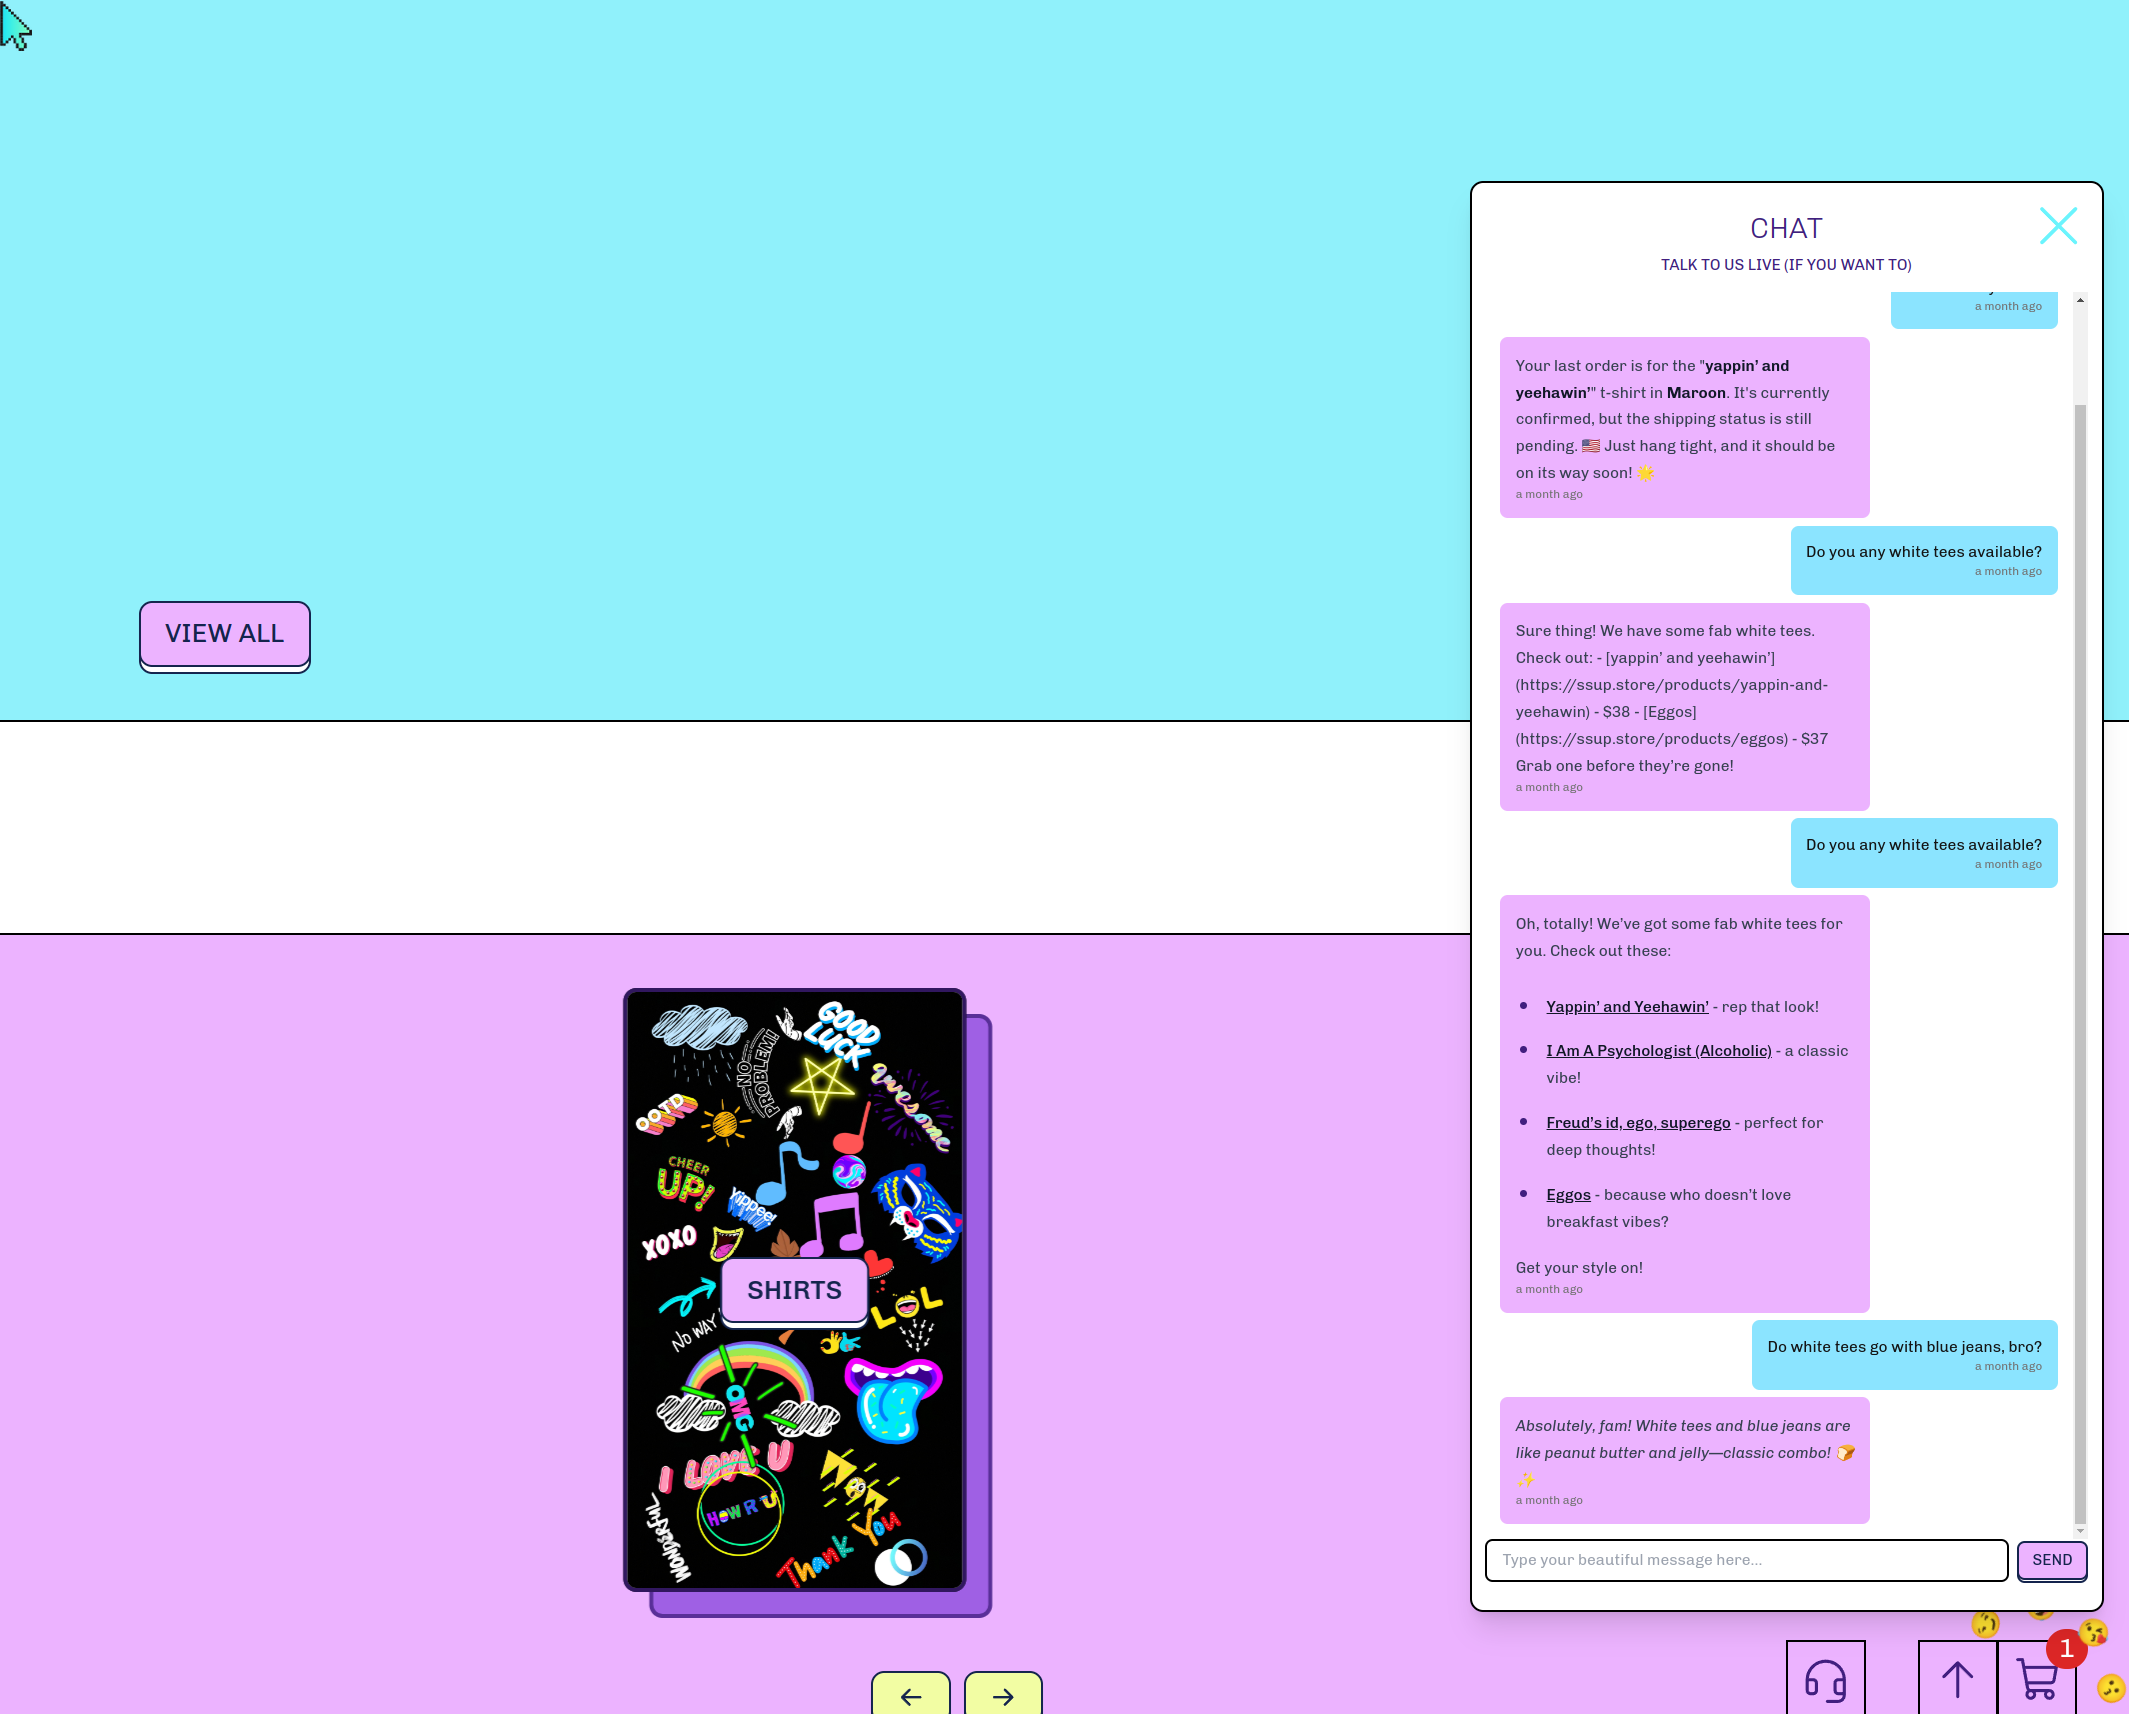 CHAT
TALK TO US LIVE (IF YOU WANT TO)
a month ago
Your last order is for the "yappin’ and
yeehawin’" t-shirt in Maroon. It's currently
confirmed, but the shipping status is still
pending. 🇺🇸 Just hang tight, and it should be
on its way soon! 🌟
a month ago
Do you any white tees available?
a month ago
Sure thing! We have some fab white tees.
Check out: - [yappin’ and yeehawin’]
(https://ssup.store/products/yappin-and-
yeehawin) - $38 - [Eggos]
(https://ssup.store/products/eggos) - $37
Grab one before they’re gone!
a month ago
Do you any white tees available?
a month ago
Oh, totally! We’ve got some fab white tees for
you. Check out these:
• Yappin’ and Yeehawin’ - rep that look!
• I Am A Psychologist (Alcoholic) - a classic
vibe!
• Freud’s id, ego, superego - perfect for
deep thoughts!
• Eggos - because who doesn’t love
breakfast vibes?
Get your style on!
a month ago
Do white tees go with blue jeans, bro?
a month ago
Absolutely, fam! White tees and blue jeans are
like peanut butter and jelly—classic combo! 🍞
✨
a month ago
Type your beautiful message here...
SEND
VIEW ALL
GOOD
LUCK
NO
PROBLEM!
awesome
OOTD
CHEER
UP!
Yippee!
XOXO
SHIRTS
LOL
NO WAY
OMG
I LOVE U
HOW R U
WONDERFUL
Thank You
1